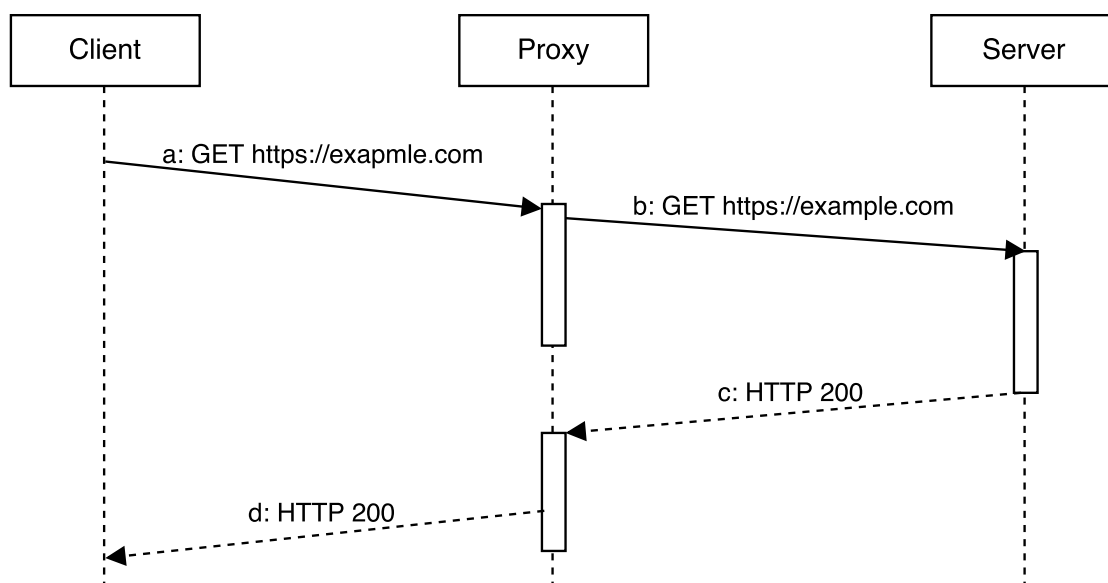 Client
Proxy
Server
a: GET https://exapmle.com
b: GET https://example.com
c: HTTP 200
d: HTTP 200